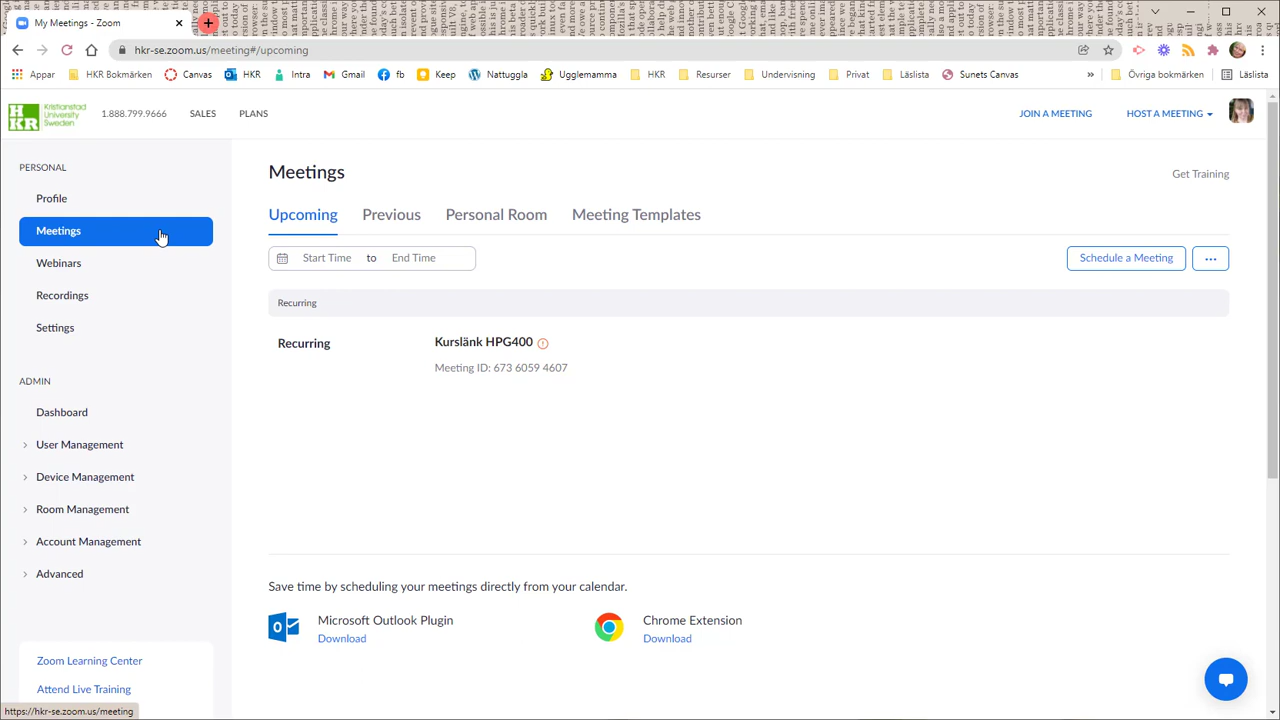 My Meetings - Zoom
hkr-se.zoom.us/meeting#/upcoming
Appar HKR Bokmärken Canvas HKR Intra Gmail fb Keep Nattuggla Ugglemamma HKR Resurser Undervisning Privat Läslista Sunets Canvas » Övriga bokmärken Läslista
HKR Kristianstad University Sweden 1.888.799.9666 SALES PLANS JOIN A MEETING HOST A MEETING
PERSONAL
Profile
Meetings
Webinars
Recordings
Settings
ADMIN
Dashboard
User Management
Device Management
Room Management
Account Management
Advanced
Zoom Learning Center
Attend Live Training
https://hkr-se.zoom.us/meeting
Meetings
Get Training
Upcoming Previous Personal Room Meeting Templates
Start Time to End Time
Schedule a Meeting ...
Recurring
Recurring Kurslänk HPG400
Meeting ID: 673 6059 4607
Save time by scheduling your meetings directly from your calendar.
Microsoft Outlook Plugin
Download
Chrome Extension
Download